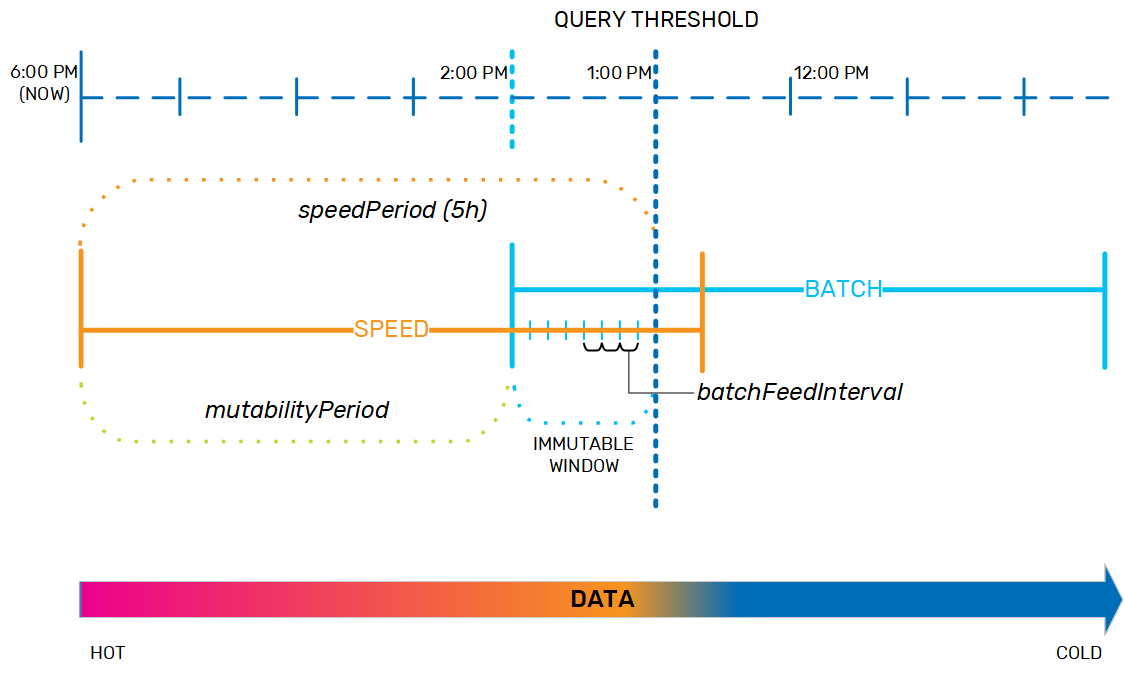 QUERY THRESHOLD
6:00 PM
(NOW)
2:00 PM
1:00 PM
12:00 PM
speedPeriod (5h)
BATCH
SPEED
batchFeedInterval
mutabilityPeriod
IMMUTABLE
WINDOW
DATA
HOT
COLD